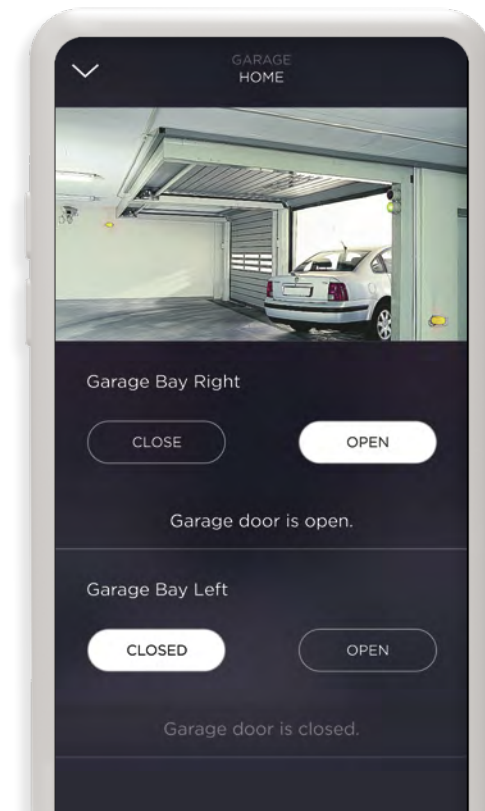 GARAGE
HOME
Garage Bay Right
CLOSE OPEN
Garage door is open.
Garage Bay Left
CLOSED OPEN
Garage door is closed.